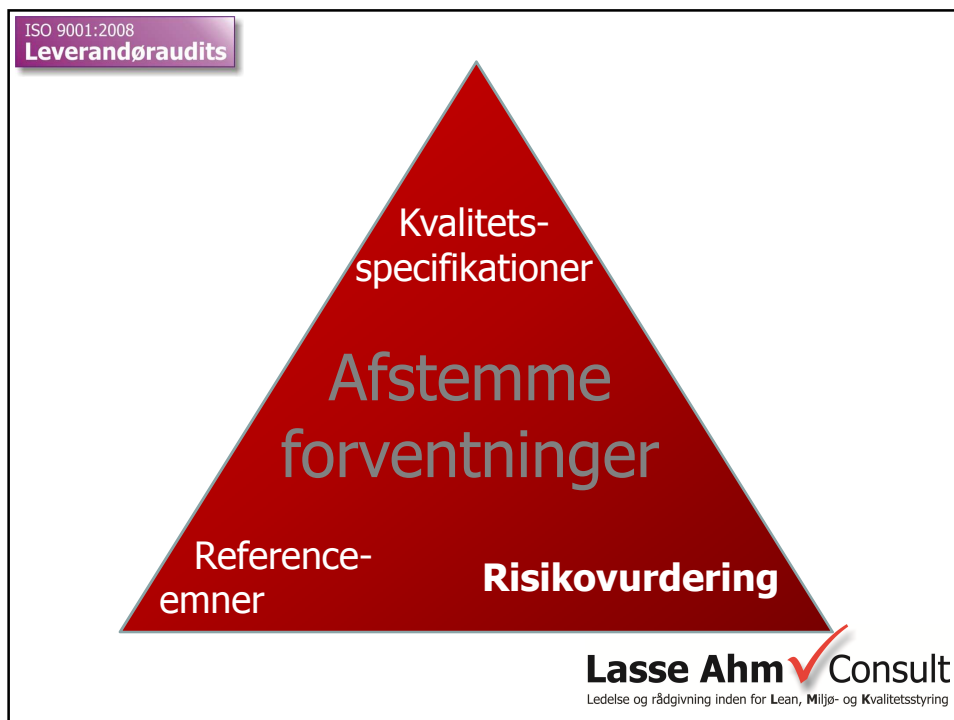 ISO 9001:2008
Leverandøraudits
Kvalitets-
specifikationer
Afstemme
forventninger
Reference-
emner
Risikovurdering
Lasse Ahm Consult
Ledelse og rådgivning inden for Lean, Miljø- og Kvalitetsstyring